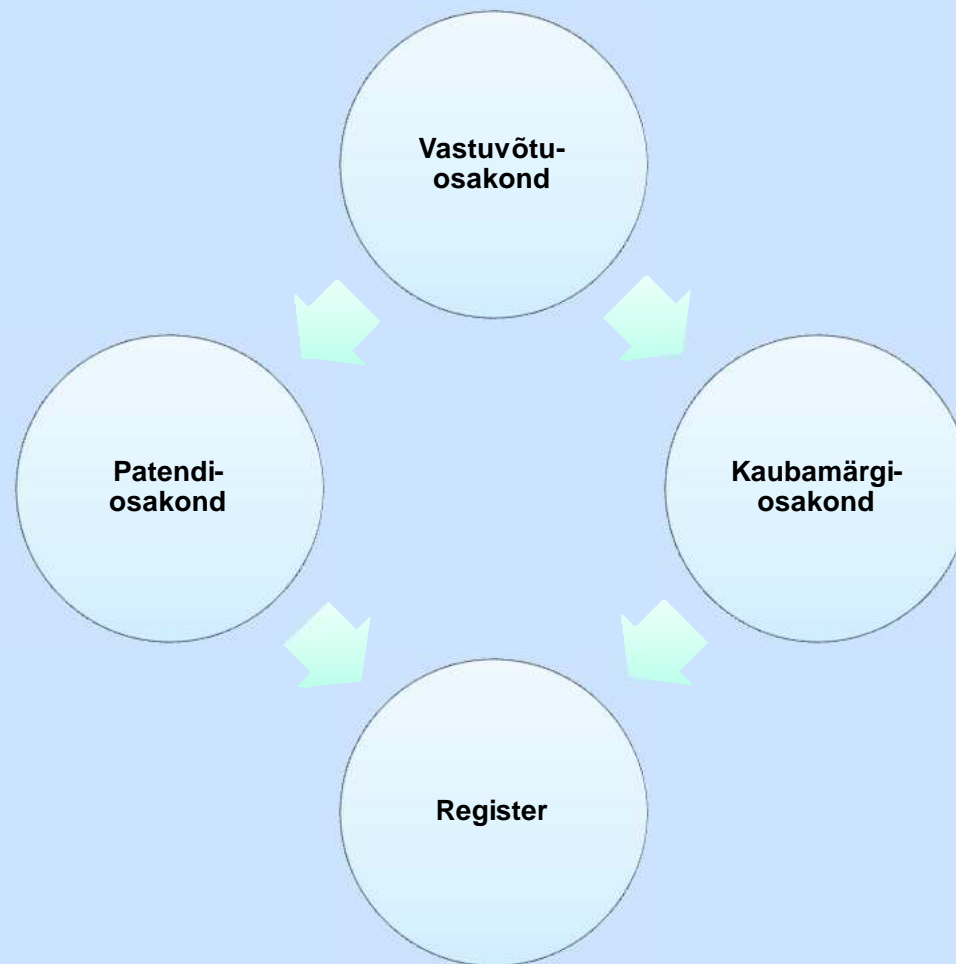 Vastuvõtu-
osakond
Patendi-
osakond
Kaubamärgi-
osakond
Register